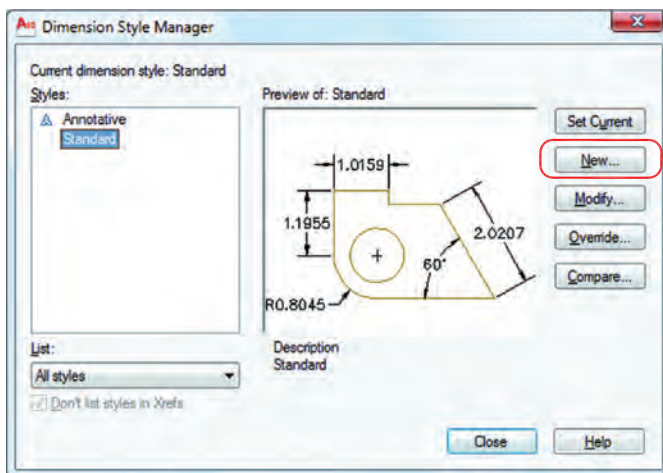 Dimension Style Manager
Current dimension style: Standard
Styles:
Annotative
Standard
Preview of: Standard
1.0159
1.1955
2.0207
60°
R0.8045
Set Current
New...
Modify...
Override...
Compare...
List:
All styles
Don't list styles in Xrefs
Description
Standard
Close
Help